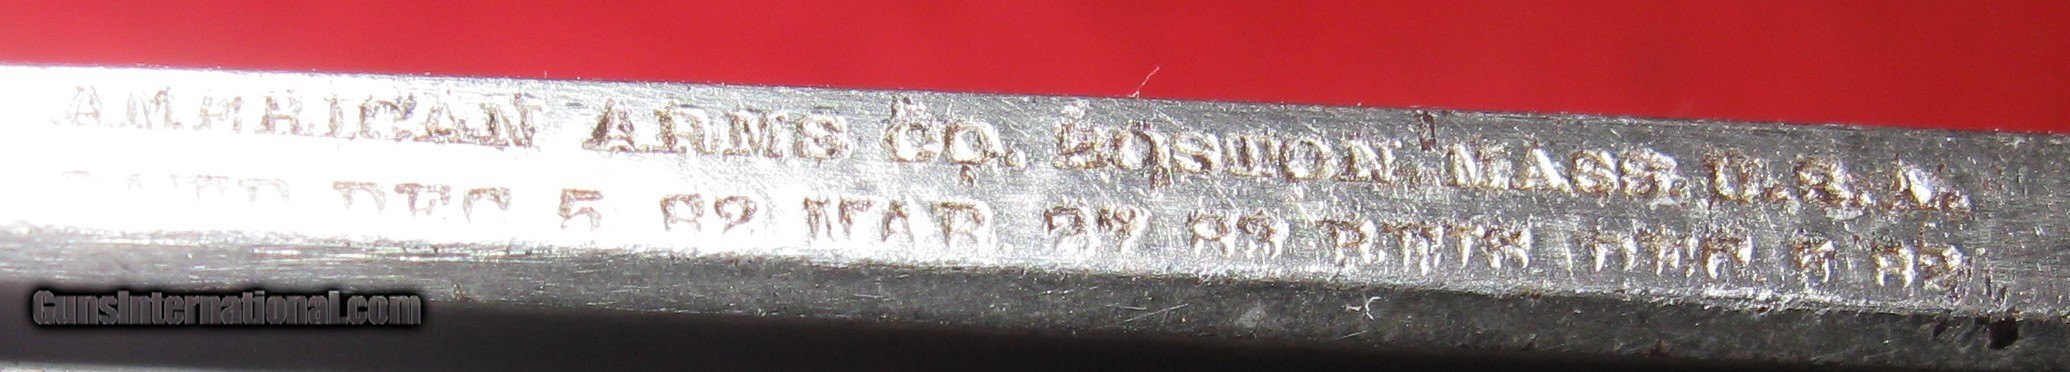 AMERICAN ARMS CO. BOSTON. MASS. U.S.A.
DEC 5 82 MAR. 27 83 DEC 5 82
GunsInternational.com